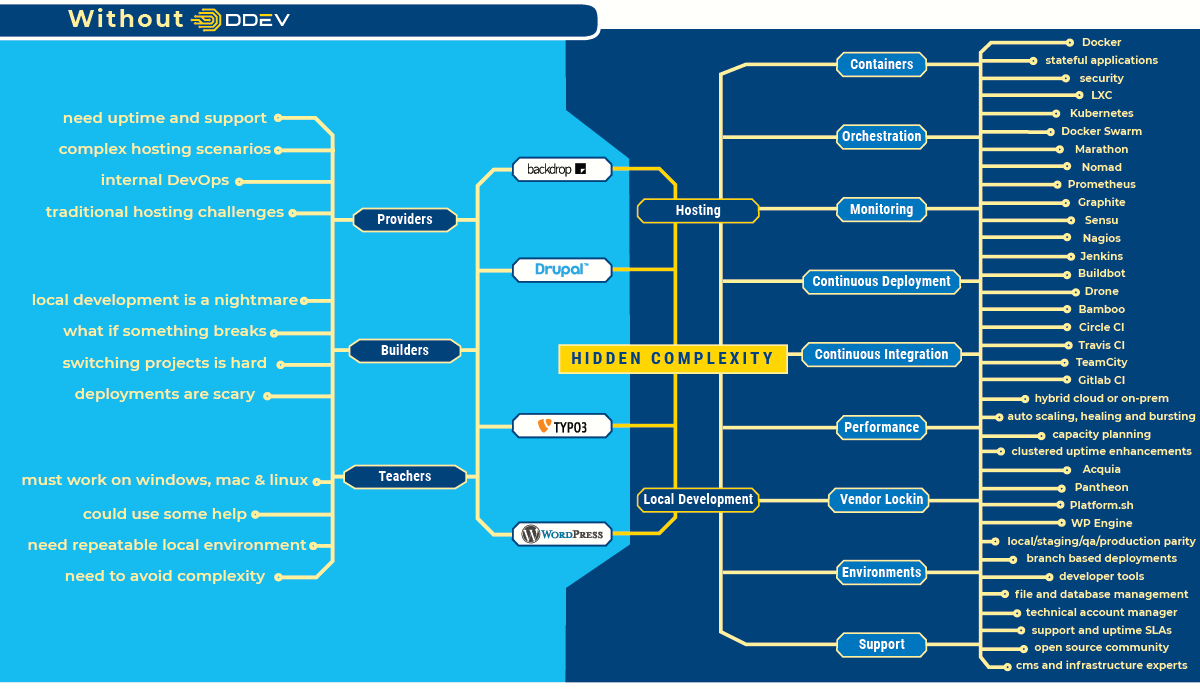 Without DDEV
need uptime and support
complex hosting scenarios
internal DevOps
traditional hosting challenges
local development is a nightmare
what if something breaks
switching projects is hard
deployments are scary
must work on windows, mac & linux
could use some help
need repeatable local environment
need to avoid complexity
Providers
Builders
Teachers
backdrop
Drupal™
TYPO3
WORDPRESS
Hosting
HIDDEN COMPLEXITY
Local Development
Containers
Orchestration
Monitoring
Continuous Deployment
Continuous Integration
Performance
Vendor Lockin
Environments
Support
Docker
stateful applications
security
LXC
Kubernetes
Docker Swarm
Marathon
Nomad
Prometheus
Graphite
Sensu
Nagios
Jenkins
Buildbot
Drone
Bamboo
Circle CI
Travis CI
TeamCity
Gitlab CI
hybrid cloud or on-prem
auto scaling, healing and bursting
capacity planning
clustered uptime enhancements
Acquia
Pantheon
Platform.sh
WP Engine
local/staging/qa/production parity
branch based deployments
developer tools
file and database management
technical account manager
support and uptime SLAs
open source community
cms and infrastructure experts